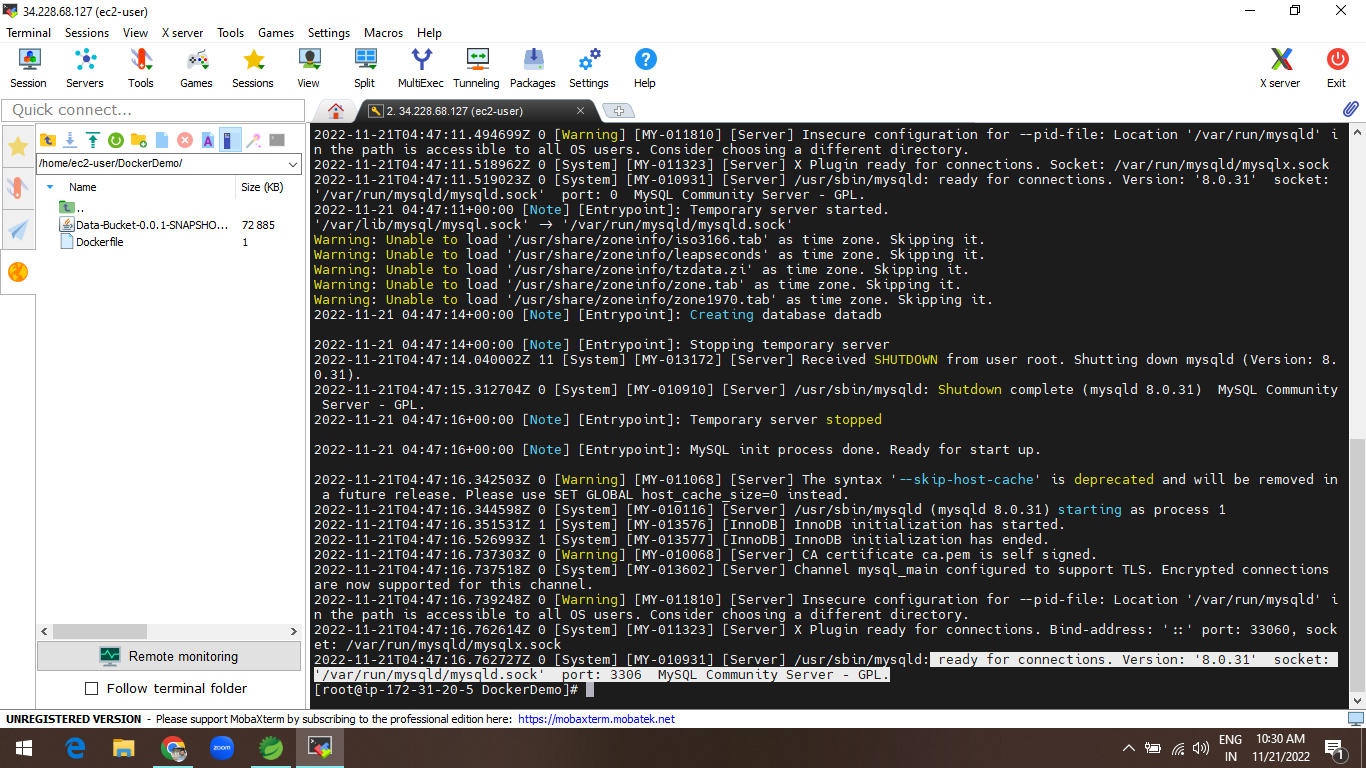 34.228.68.127 (ec2-user)
Terminal Sessions View X server Tools Games Settings Macros Help
Session Servers Tools Games Sessions View Split MultiExec Tunneling Packages Settings Help X server Exit
Quick connect...
2. 34.228.68.127 (ec2-user)
/home/ec2-user/DockerDemo/
Name Size (KB)
..
Data-Bucket-0.0.1-SNAPSHO... 72 885
Dockerfile 1
2022-11-21T04:47:11.494699Z 0 [Warning] [MY-011810] [Server] Insecure configuration for --pid-file: Location '/var/run/mysqld' i
n the path is accessible to all OS users. Consider choosing a different directory.
2022-11-21T04:47:11.518962Z 0 [System] [MY-011323] [Server] X Plugin ready for connections. Socket: /var/run/mysqld/mysqlx.sock
2022-11-21T04:47:11.519023Z 0 [System] [MY-010931] [Server] /usr/sbin/mysqld: ready for connections. Version: '8.0.31'  socket:
'/var/run/mysqld/mysqld.sock'  port: 0  MySQL Community Server - GPL.
2022-11-21 04:47:11+00:00 [Note] [Entrypoint]: Temporary server started.
'/var/lib/mysql/mysql.sock' -> '/var/run/mysqld/mysqld.sock'
Warning: Unable to load '/usr/share/zoneinfo/iso3166.tab' as time zone. Skipping it.
Warning: Unable to load '/usr/share/zoneinfo/leapseconds' as time zone. Skipping it.
Warning: Unable to load '/usr/share/zoneinfo/tzdata.zi' as time zone. Skipping it.
Warning: Unable to load '/usr/share/zoneinfo/zone.tab' as time zone. Skipping it.
Warning: Unable to load '/usr/share/zoneinfo/zone1970.tab' as time zone. Skipping it.
2022-11-21 04:47:14+00:00 [Note] [Entrypoint]: Creating database datadb
2022-11-21 04:47:14+00:00 [Note] [Entrypoint]: Stopping temporary server
2022-11-21T04:47:14.040002Z 11 [System] [MY-013172] [Server] Received SHUTDOWN from user root. Shutting down mysqld (Version: 8.
0.31).
2022-11-21T04:47:15.312704Z 0 [System] [MY-010910] [Server] /usr/sbin/mysqld: Shutdown complete (mysqld 8.0.31)  MySQL Community
Server - GPL.
2022-11-21 04:47:16+00:00 [Note] [Entrypoint]: Temporary server stopped
2022-11-21 04:47:16+00:00 [Note] [Entrypoint]: MySQL init process done. Ready for start up.
2022-11-21T04:47:16.342503Z 0 [Warning] [MY-011068] [Server] The syntax '--skip-host-cache' is deprecated and will be removed in
a future release. Please use SET GLOBAL host_cache_size=0 instead.
2022-11-21T04:47:16.344598Z 0 [System] [MY-010116] [Server] /usr/sbin/mysqld (mysqld 8.0.31) starting as process 1
2022-11-21T04:47:16.351531Z 1 [System] [MY-013576] [InnoDB] InnoDB initialization has started.
2022-11-21T04:47:16.526993Z 1 [System] [MY-013577] [InnoDB] InnoDB initialization has ended.
2022-11-21T04:47:16.737303Z 0 [Warning] [MY-010068] [Server] CA certificate ca.pem is self signed.
2022-11-21T04:47:16.737518Z 0 [System] [MY-013602] [Server] Channel mysql_main configured to support TLS. Encrypted connections
are now supported for this channel.
2022-11-21T04:47:16.739248Z 0 [Warning] [MY-011810] [Server] Insecure configuration for --pid-file: Location '/var/run/mysqld' i
n the path is accessible to all OS users. Consider choosing a different directory.
2022-11-21T04:47:16.762614Z 0 [System] [MY-011323] [Server] X Plugin ready for connections. Bind-address: '::' port: 33060, sock
et: /var/run/mysqld/mysqlx.sock
2022-11-21T04:47:16.762727Z 0 [System] [MY-010931] [Server] /usr/sbin/mysqld: ready for connections. Version: '8.0.31'  socket:
'/var/run/mysqld/mysqld.sock'  port: 3306  MySQL Community Server - GPL.
[root@ip-172-31-20-5 DockerDemo]#
Remote monitoring
Follow terminal folder
UNREGISTERED VERSION - Please support MobaXterm by subscribing to the professional edition here: https://mobaxterm.mobatek.net
zoom
ENG
IN
10:30 AM
11/21/2022
1